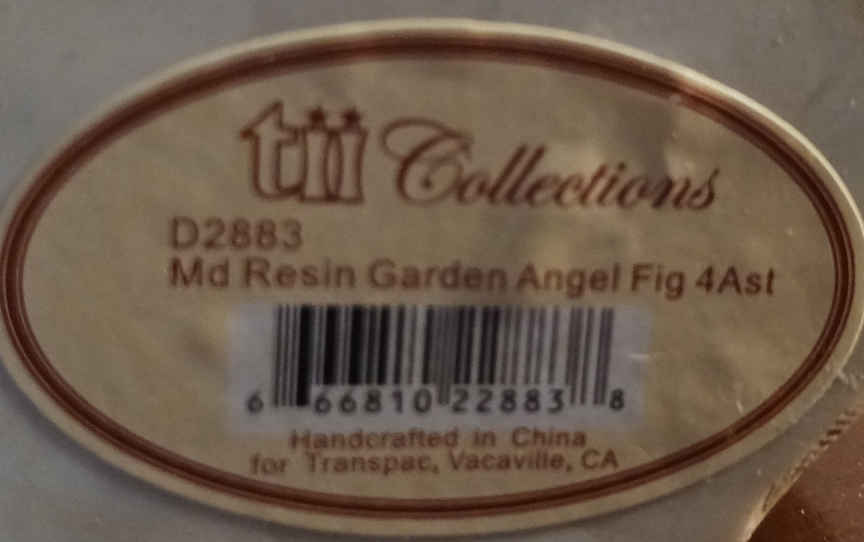 tii Collections
D2883
Md Resin Garden Angel Fig 4Ast
6 66810 22883 8
Handcrafted in China
for Transpac, Vacaville, CA